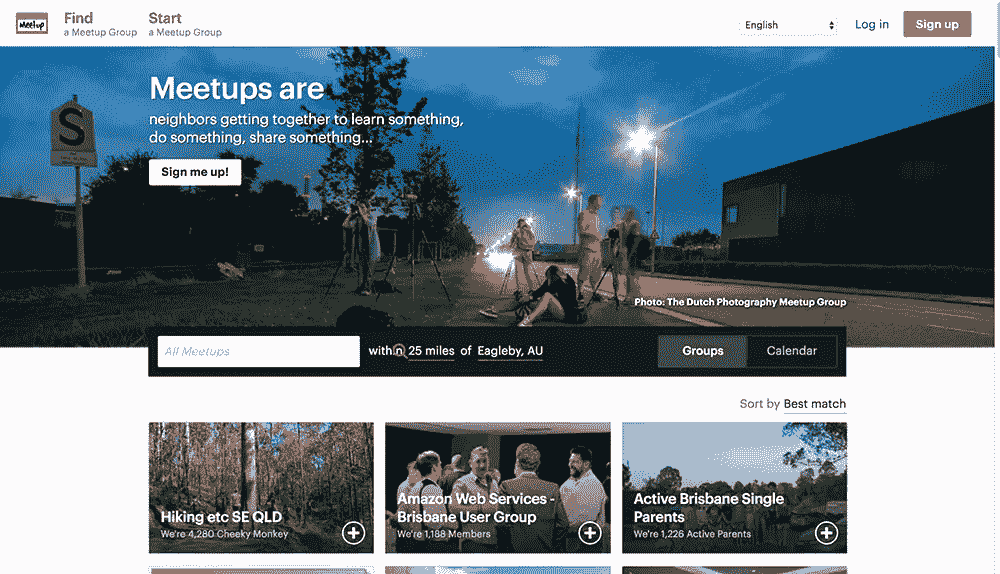 Meetup
Find
a Meetup Group
Start
a Meetup Group
English
Log in
Sign up
Meetups are
neighbors getting together to learn something,
do something, share something...
Sign me up!
S
Photo: The Dutch Photography Meetup Group
All Meetups
within 25 miles of Eagleby, AU
Groups
Calendar
Sort by Best match
Hiking etc SE QLD
We're 4,280 Cheeky Monkey
Amazon Web Services -
Brisbane User Group
We're 1,188 Members
Active Brisbane Single
Parents
We're 1,226 Active Parents